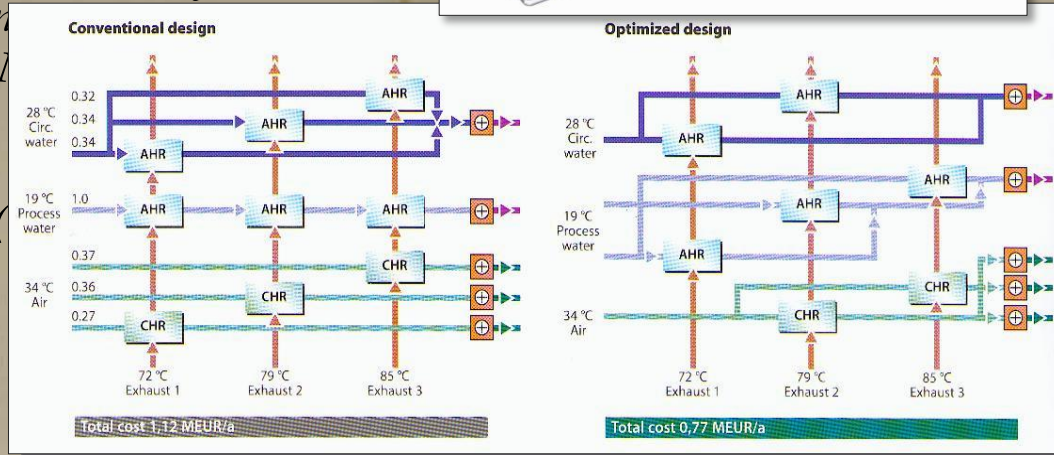 Conventional design
AHR
0.32
28 °C
Circ.
water
0.34
AHR
0.34
AHR
19 °C
Process
water
1.0
AHR
AHR
AHR
0.37
CHR
34 °C
Air
0.36
CHR
0.27
CHR
72 °C
Exhaust 1
79 °C
Exhaust 2
85 °C
Exhaust 3
Total cost 1,12 MEUR/a
Optimized design
AHR
28 °C
Circ.
water
AHR
AHR
19 °C
Process
water
AHR
AHR
CHR
34 °C
Air
CHR
72 °C
Exhaust 1
79 °C
Exhaust 2
85 °C
Exhaust 3
Total cost 0,77 MEUR/a